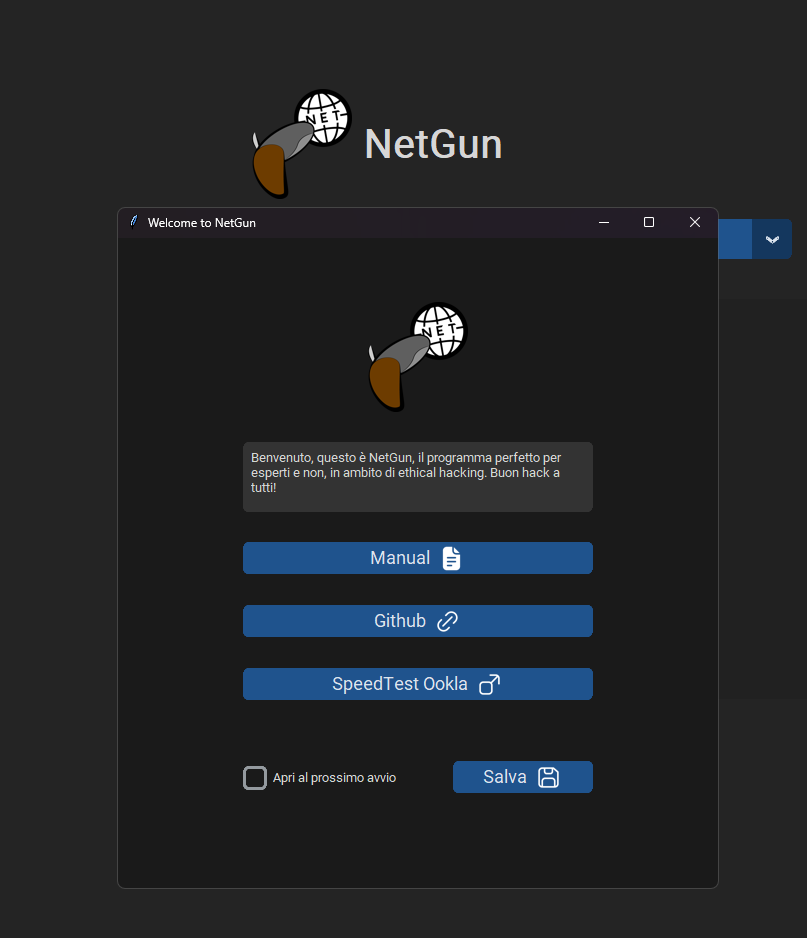 NET
NetGun
Welcome to NetGun
NET
Benvenuto, questo è NetGun, il programma perfetto per
esperti e non, in ambito di ethical hacking. Buon hack a
tutti!
Manual
Github
SpeedTest Ookla
Apri al prossimo avvio
Salva